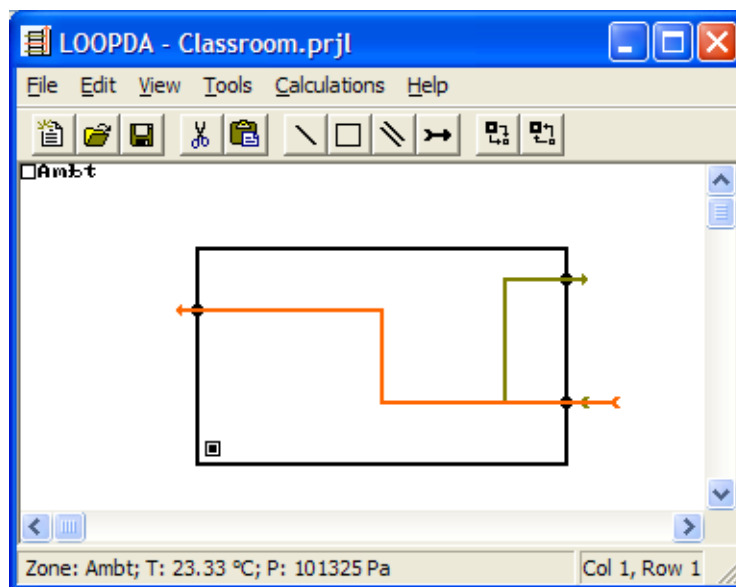 LOOPDA - Classroom.prjl
File Edit View Tools Calculations Help
Ambt
Zone: Ambt; T: 23.33 ºC; P: 101325 Pa Col 1, Row 1